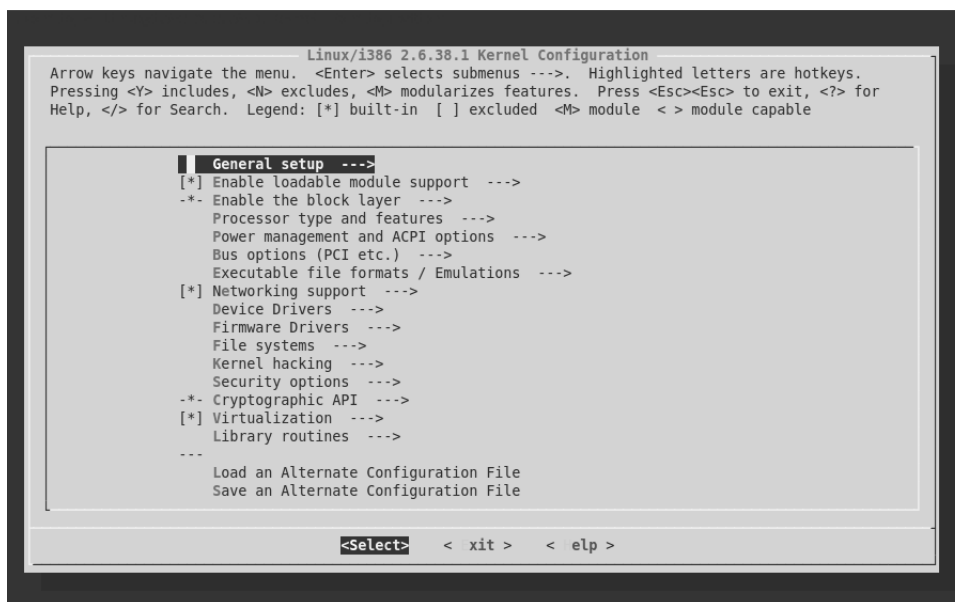 Linux/i386 2.6.38.1 Kernel Configuration
Arrow keys navigate the menu.  <Enter> selects submenus --->.  Highlighted letters are hotkeys.
Pressing <Y> includes, <N> excludes, <M> modularizes features.  Press <Esc><Esc> to exit, <?> for
Help, </> for Search.  Legend: [*] built-in  [ ] excluded  <M> module  < > module capable
General setup  --->
[*] Enable loadable module support  --->
-*- Enable the block layer  --->
Processor type and features  --->
Power management and ACPI options  --->
Bus options (PCI etc.)  --->
Executable file formats / Emulations  --->
[*] Networking support  --->
Device Drivers  --->
Firmware Drivers  --->
File systems  --->
Kernel hacking  --->
Security options  --->
-*- Cryptographic API  --->
[*] Virtualization  --->
Library routines  --->
---
Load an Alternate Configuration File
Save an Alternate Configuration File
<Select>    < Exit >    < Help >